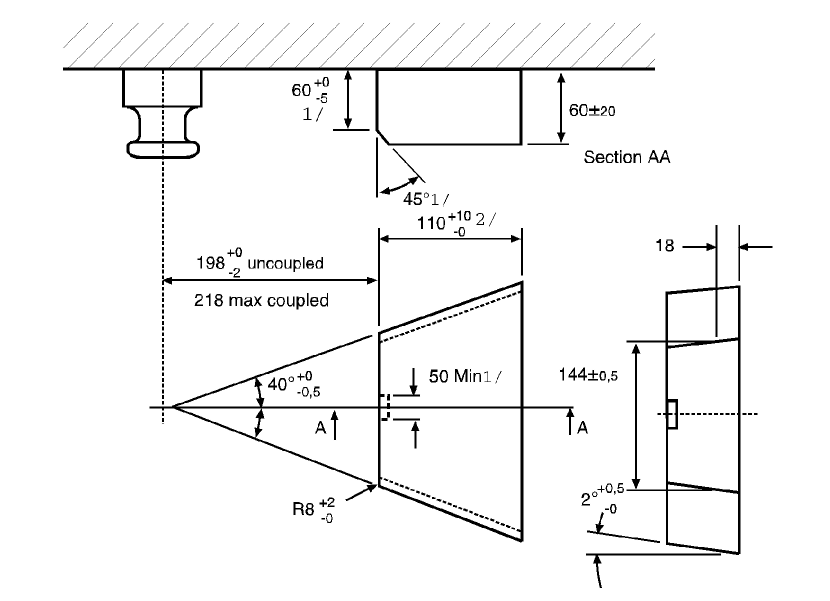 60 +0 -5
1/
60±20
Section AA
45°1/
110 +10 -0 2/
18
198 +0 -2 uncoupled
218 max coupled
40° +0 -0,5
50 Min1/
144±0,5
A
A
R8 +2 -0
2° +0,5 -0